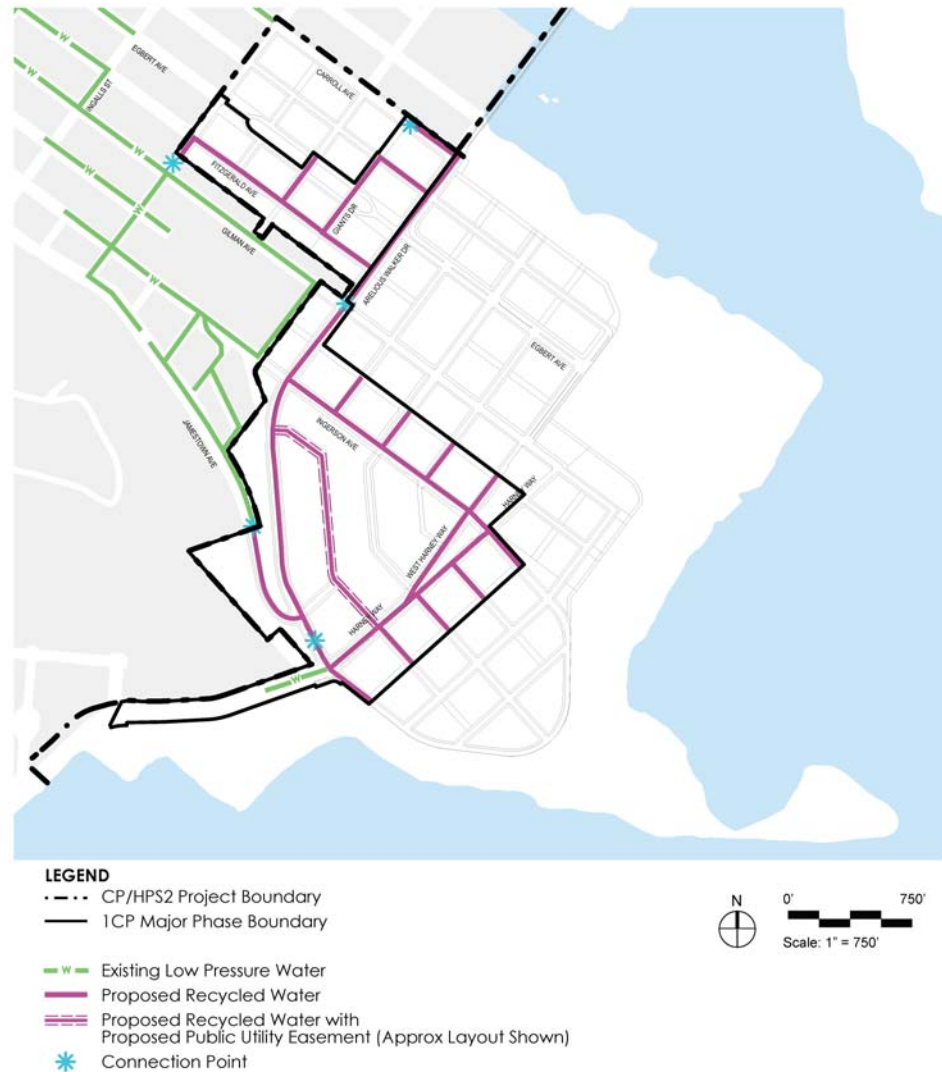 W
EGBERT AVE
W
INGALLS ST
CARROLL AVE
W
W
FITZGERALD AVE
W
GIANTS DR
GILMAN AVE
ARELIOUS WALKER DR
W
EGBERT AVE
INGERSON AVE
JAMESTOWN AVE
HARNEY WAY
WEST HARNEY WAY
HARNEY WAY
W
LEGEND
CP/HPS2 Project Boundary
1CP Major Phase Boundary
W Existing Low Pressure Water
Proposed Recycled Water
Proposed Recycled Water with
Proposed Public Utility Easement (Approx Layout Shown)
Connection Point
N
0' 750'
Scale: 1" = 750'